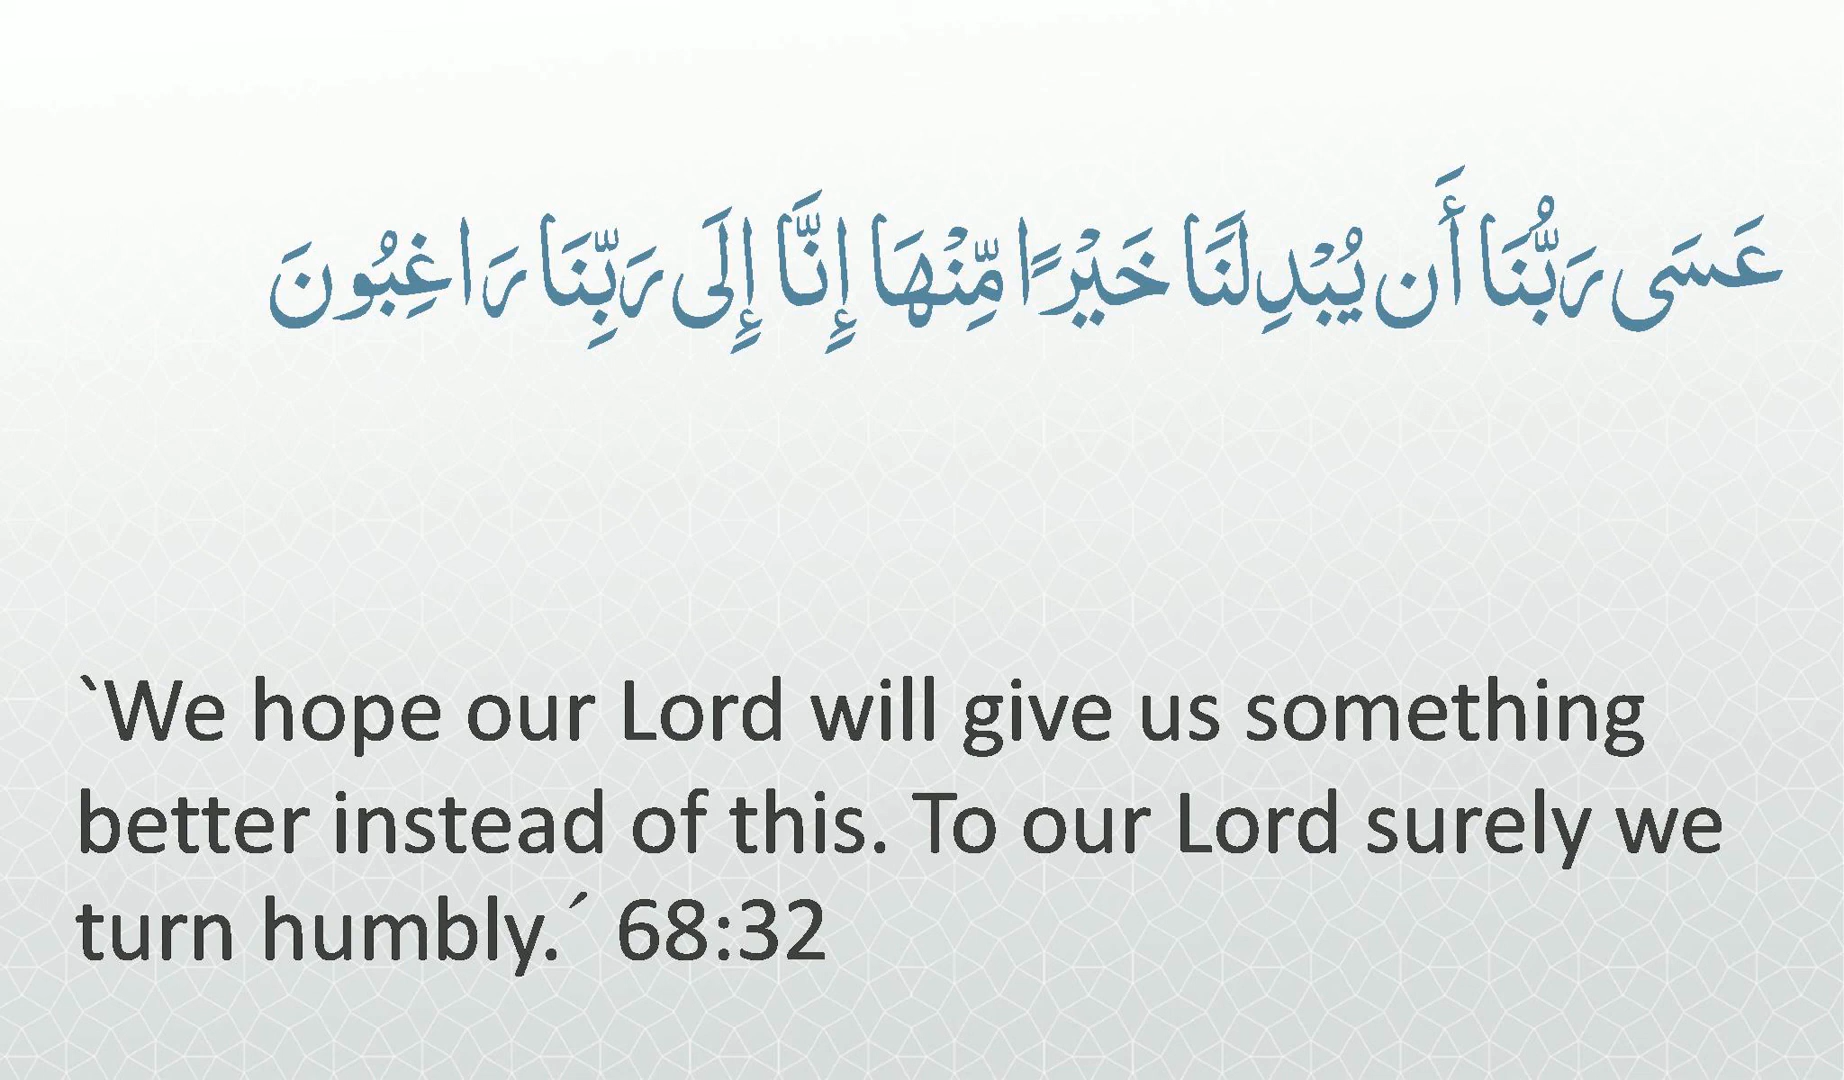 عَسَى رَبُّنَا أَن يُبْدِلَنَا خَيْرًا مِّنْهَا إِنَّا إِلَى رَبِّنَا رَاغِبُونَ
`We hope our Lord will give us something
better instead of this. To our Lord surely we
turn humbly.´ 68:32